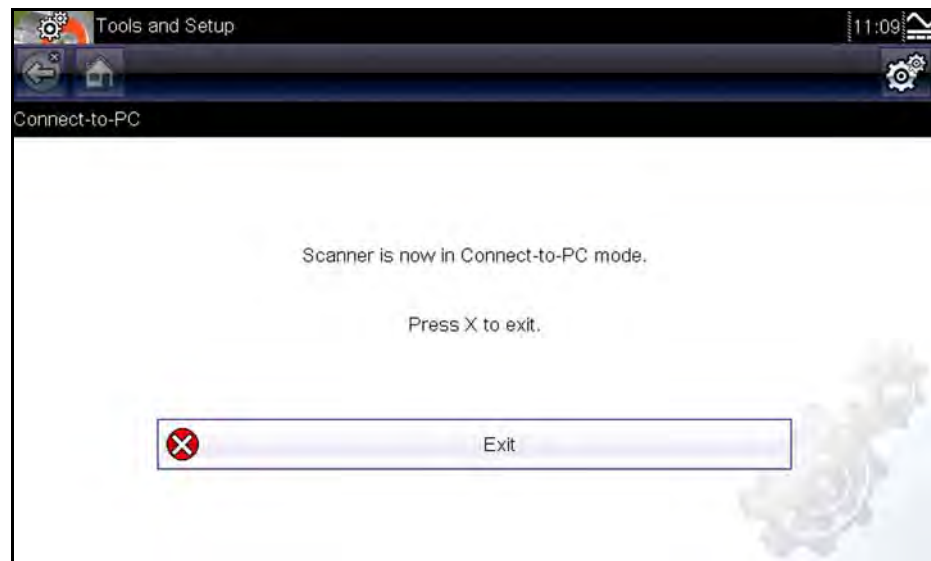 Tools and Setup
11:09
Connect-to-PC
Scanner is now in Connect-to-PC mode.
Press X to exit.
Exit